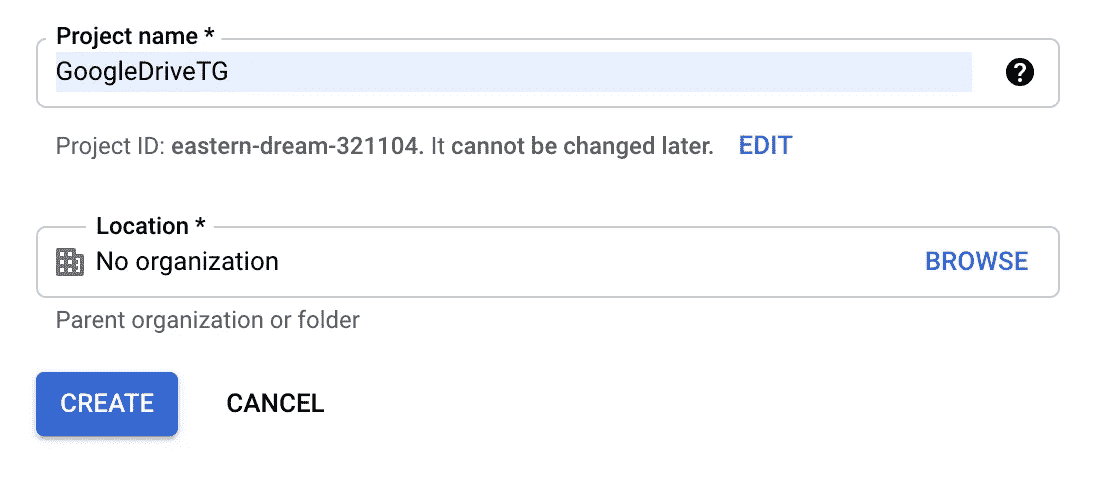 Project name *
GoogleDriveTG
?
Project ID: eastern-dream-321104. It cannot be changed later. EDIT
Location *
No organization BROWSE
Parent organization or folder
CREATE CANCEL